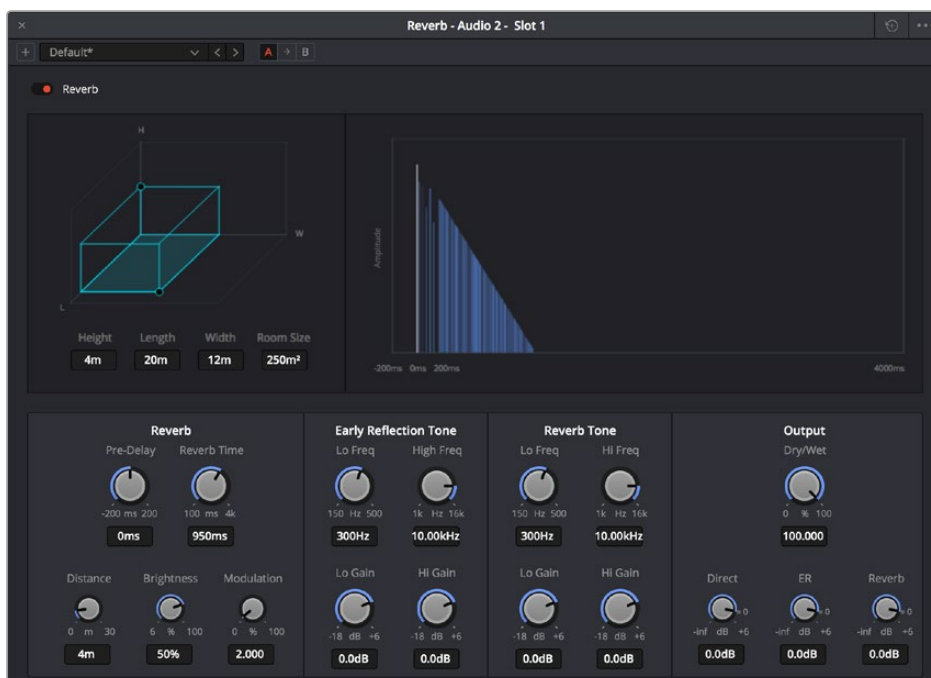 Reverb - Audio 2 - Slot 1
Default*
A
B
Reverb
H
W
L
Height Length Width Room Size
4m 20m 12m 250m²
Amplitude
-200ms 0ms 200ms 4000ms
Reverb
Pre-Delay Reverb Time
-200 ms 200 100 ms 4k
0ms 950ms
Distance Brightness Modulation
0 m 30 6 % 100 0 % 100
4m 50% 2.000
Early Reflection Tone
Lo Freq High Freq
150 Hz 500 1k Hz 16k
300Hz 10.00kHz
Lo Gain Hi Gain
-18 dB +6 -18 dB +6
0.0dB 0.0dB
Reverb Tone
Lo Freq Hi Freq
150 Hz 500 1k Hz 16k
300Hz 10.00kHz
Lo Gain Hi Gain
-18 dB +6 -18 dB +6
0.0dB 0.0dB
Output
Dry/Wet
0 % 100
100.000
Direct ER Reverb
0 0 0
-inf dB +6 -inf dB +6 -inf dB +6
0.0dB 0.0dB 0.0dB